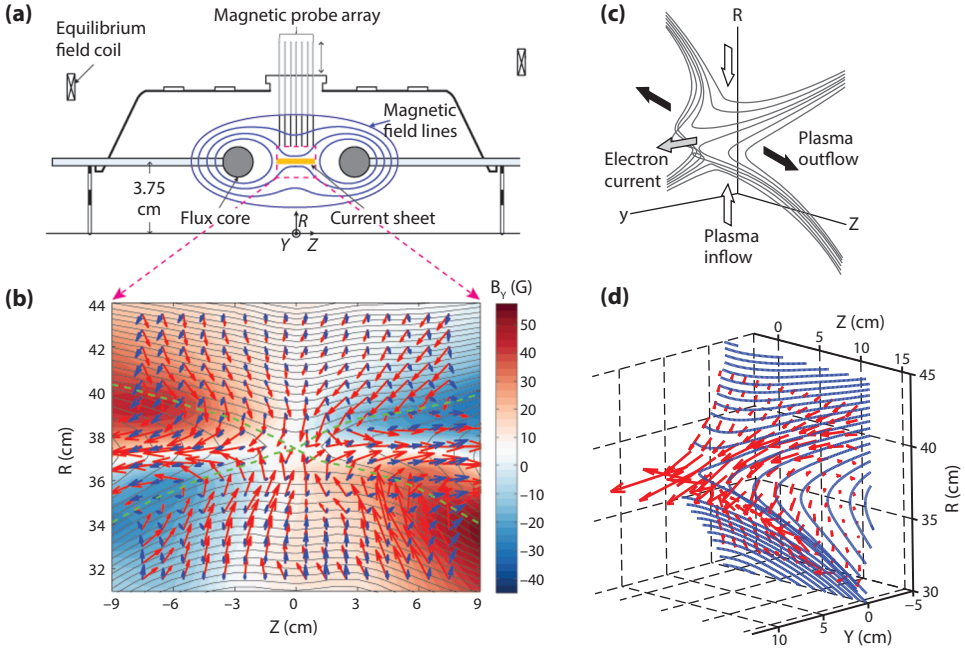 (a)
Magnetic probe array
Equilibrium
field coil
Magnetic
field lines
3.75
cm
Flux core
R
Current sheet
Y
Z
(b)
B_Y (G)
44
42
40
38
36
34
32
R (cm)
–9
–6
–3
0
3
6
9
Z (cm)
50
40
30
20
10
0
–10
–20
–30
–40
(c)
R
Electron
current
Plasma
outflow
y
Z
Plasma
inflow
(d)
Z (cm)
0
5
10
15
45
40
35
30
R (cm)
10
5
0
–5
Y (cm)